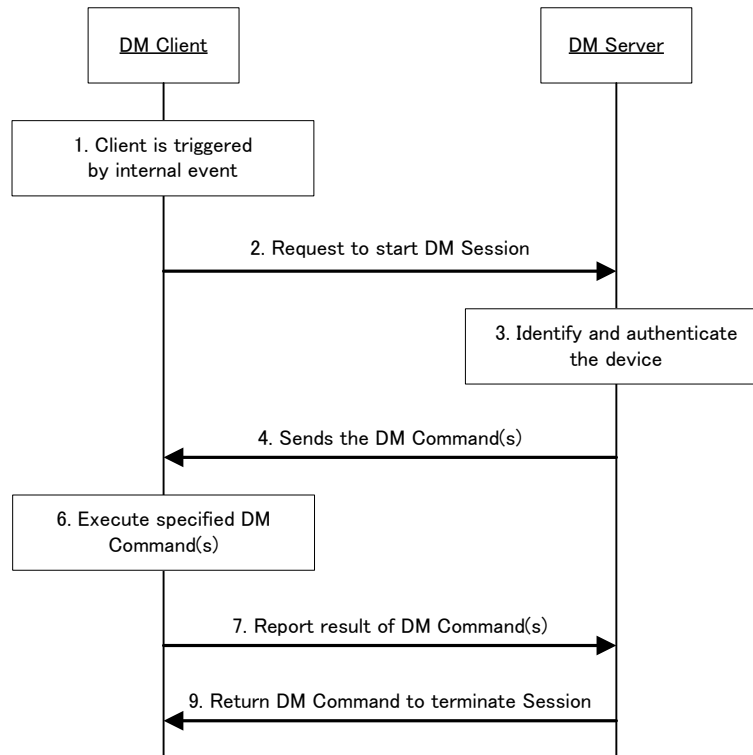 DM Client
DM Server
1. Client is triggered
by internal event
2. Request to start DM Session
3. Identify and authenticate
the device
4. Sends the DM Command(s)
6. Execute specified DM
Command(s)
7. Report result of DM Command(s)
9. Return DM Command to terminate Session